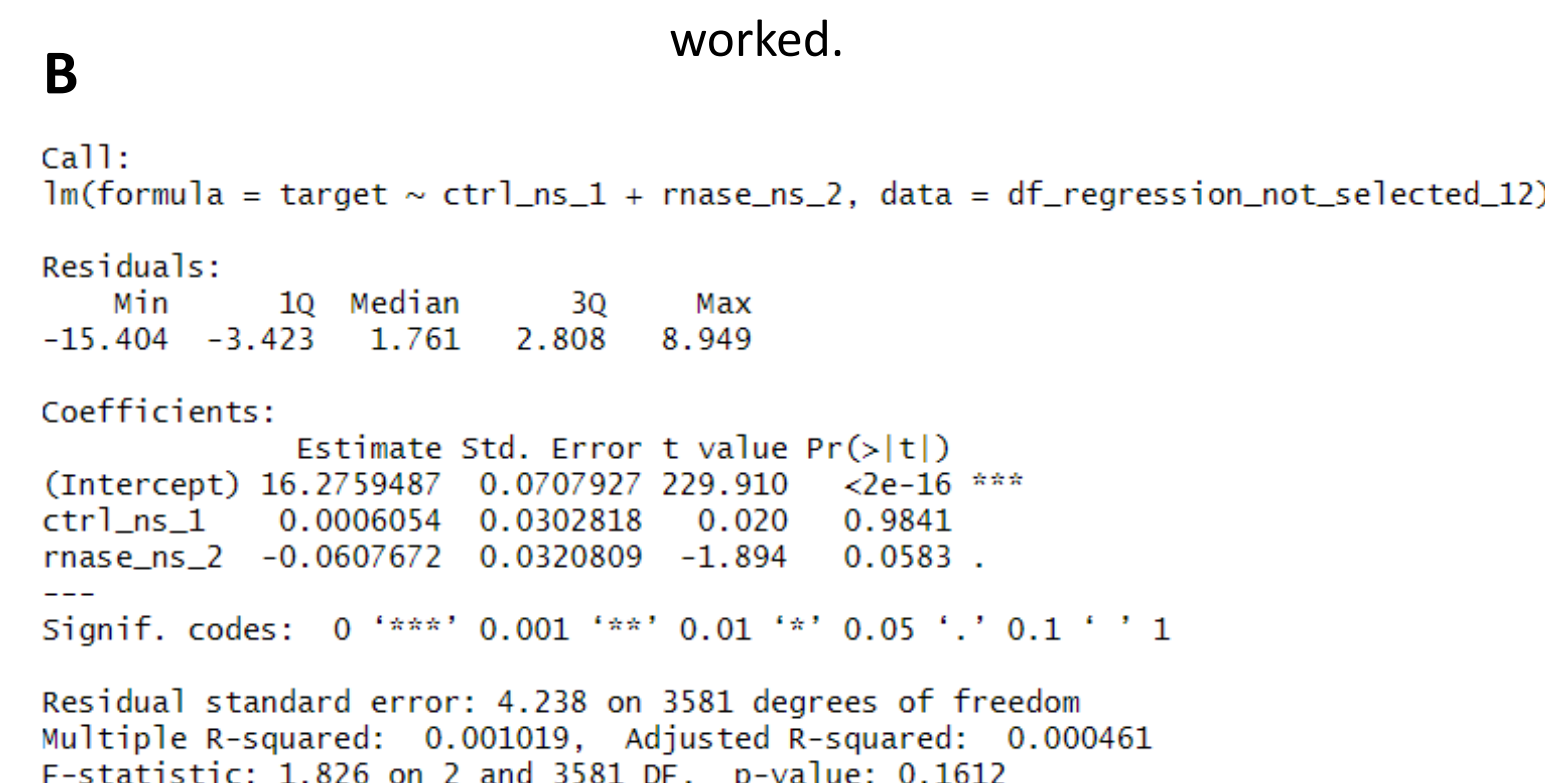 worked.
B
Call:
lm(formula = target ~ ctrl_ns_1 + rnase_ns_2, data = df_regression_not_selected_12)
Residuals:
Min 1Q Median 3Q Max
-15.404 -3.423 1.761 2.808 8.949
Coefficients:
Estimate Std. Error t value Pr(>|t|)
(Intercept) 16.2759487 0.0707927 229.910 <2e-16 ***
ctrl_ns_1 0.0006054 0.0302818 0.020 0.9841
rnase_ns_2 -0.0607672 0.0320809 -1.894 0.0583 .
---
Signif. codes: 0 ‘***’ 0.001 ‘**’ 0.01 ‘*’ 0.05 ‘.’ 0.1 ‘ ’ 1
Residual standard error: 4.238 on 3581 degrees of freedom
Multiple R-squared: 0.001019, Adjusted R-squared: 0.000461
F-statistic: 1.826 on 2 and 3581 DF, p-value: 0.1612